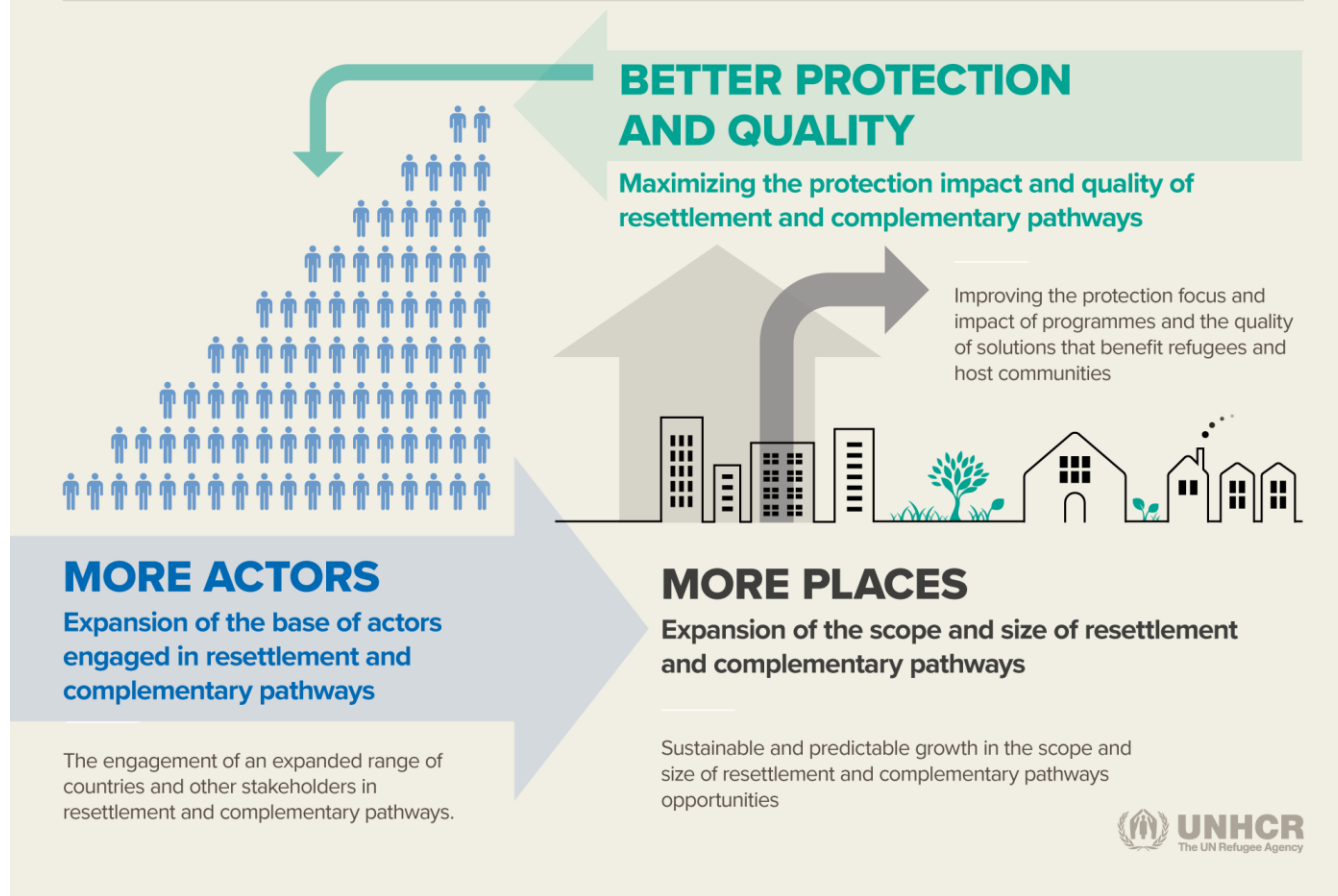 BETTER PROTECTION
AND QUALITY
Maximizing the protection impact and quality of
resettlement and complementary pathways
Improving the protection focus and
impact of programmes and the quality
of solutions that benefit refugees and
host communities
MORE ACTORS
Expansion of the base of actors
engaged in resettlement and
complementary pathways
The engagement of an expanded range of
countries and other stakeholders in
resettlement and complementary pathways.
MORE PLACES
Expansion of the scope and size of resettlement
and complementary pathways
Sustainable and predictable growth in the scope and
size of resettlement and complementary pathways
opportunities
UNHCR
The UN Refugee Agency